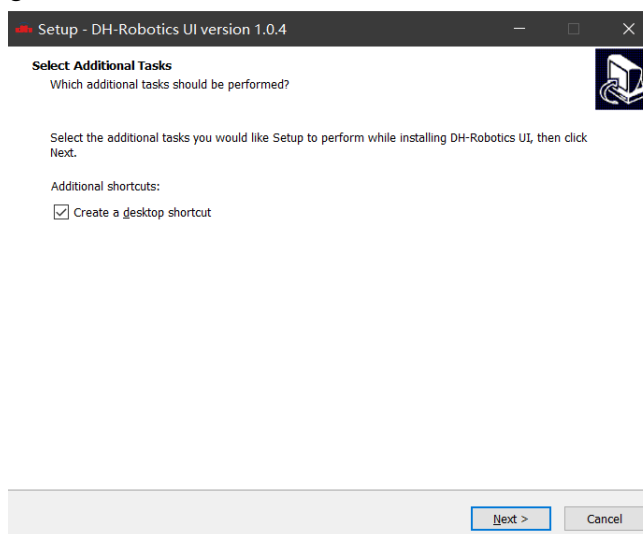 Setup - DH-Robotics UI version 1.0.4
Select Additional Tasks
Which additional tasks should be performed?
Select the additional tasks you would like Setup to perform while installing DH-Robotics UI, then click
Next.
Additional shortcuts:
Create a desktop shortcut
Next >
Cancel